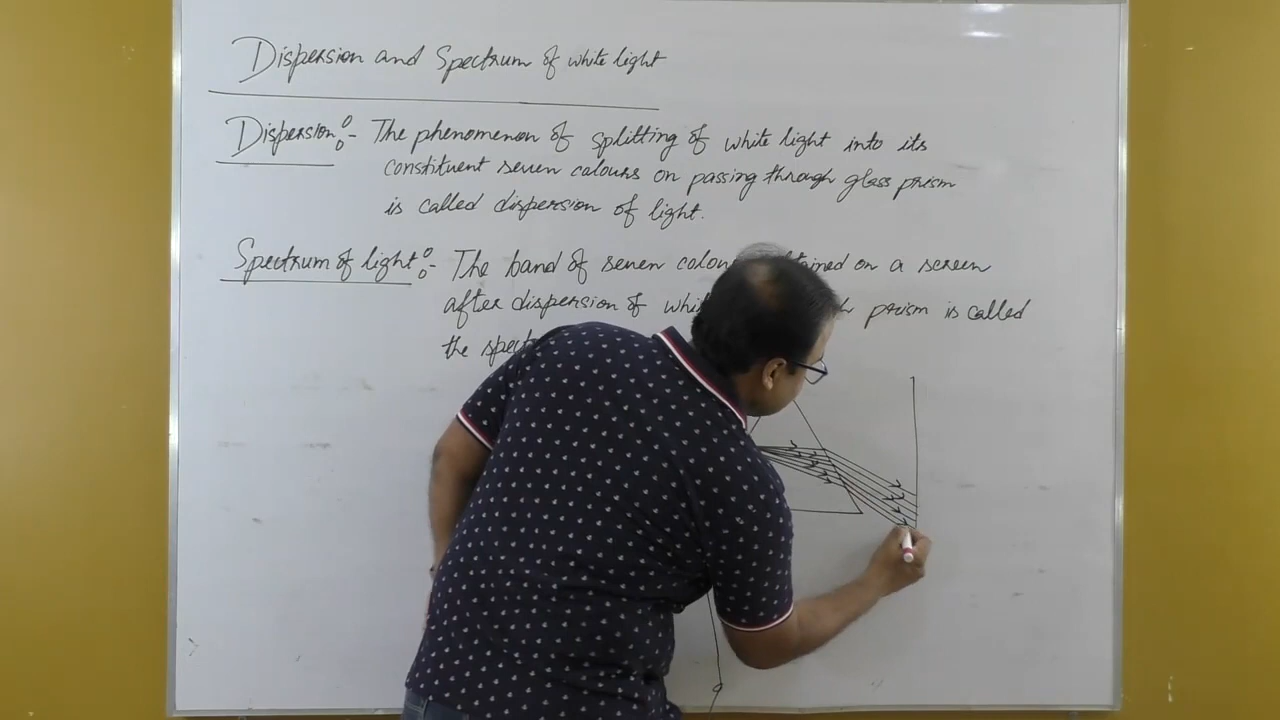 Dispersion and Spectrum of white light
Dispersion:- The phenomenon of splitting of white light into its
constituent seven colours on passing through glass prism
is called dispersion of light.
Spectrum of light:- The band of seven on a screen
after dispersion of prism is called
the